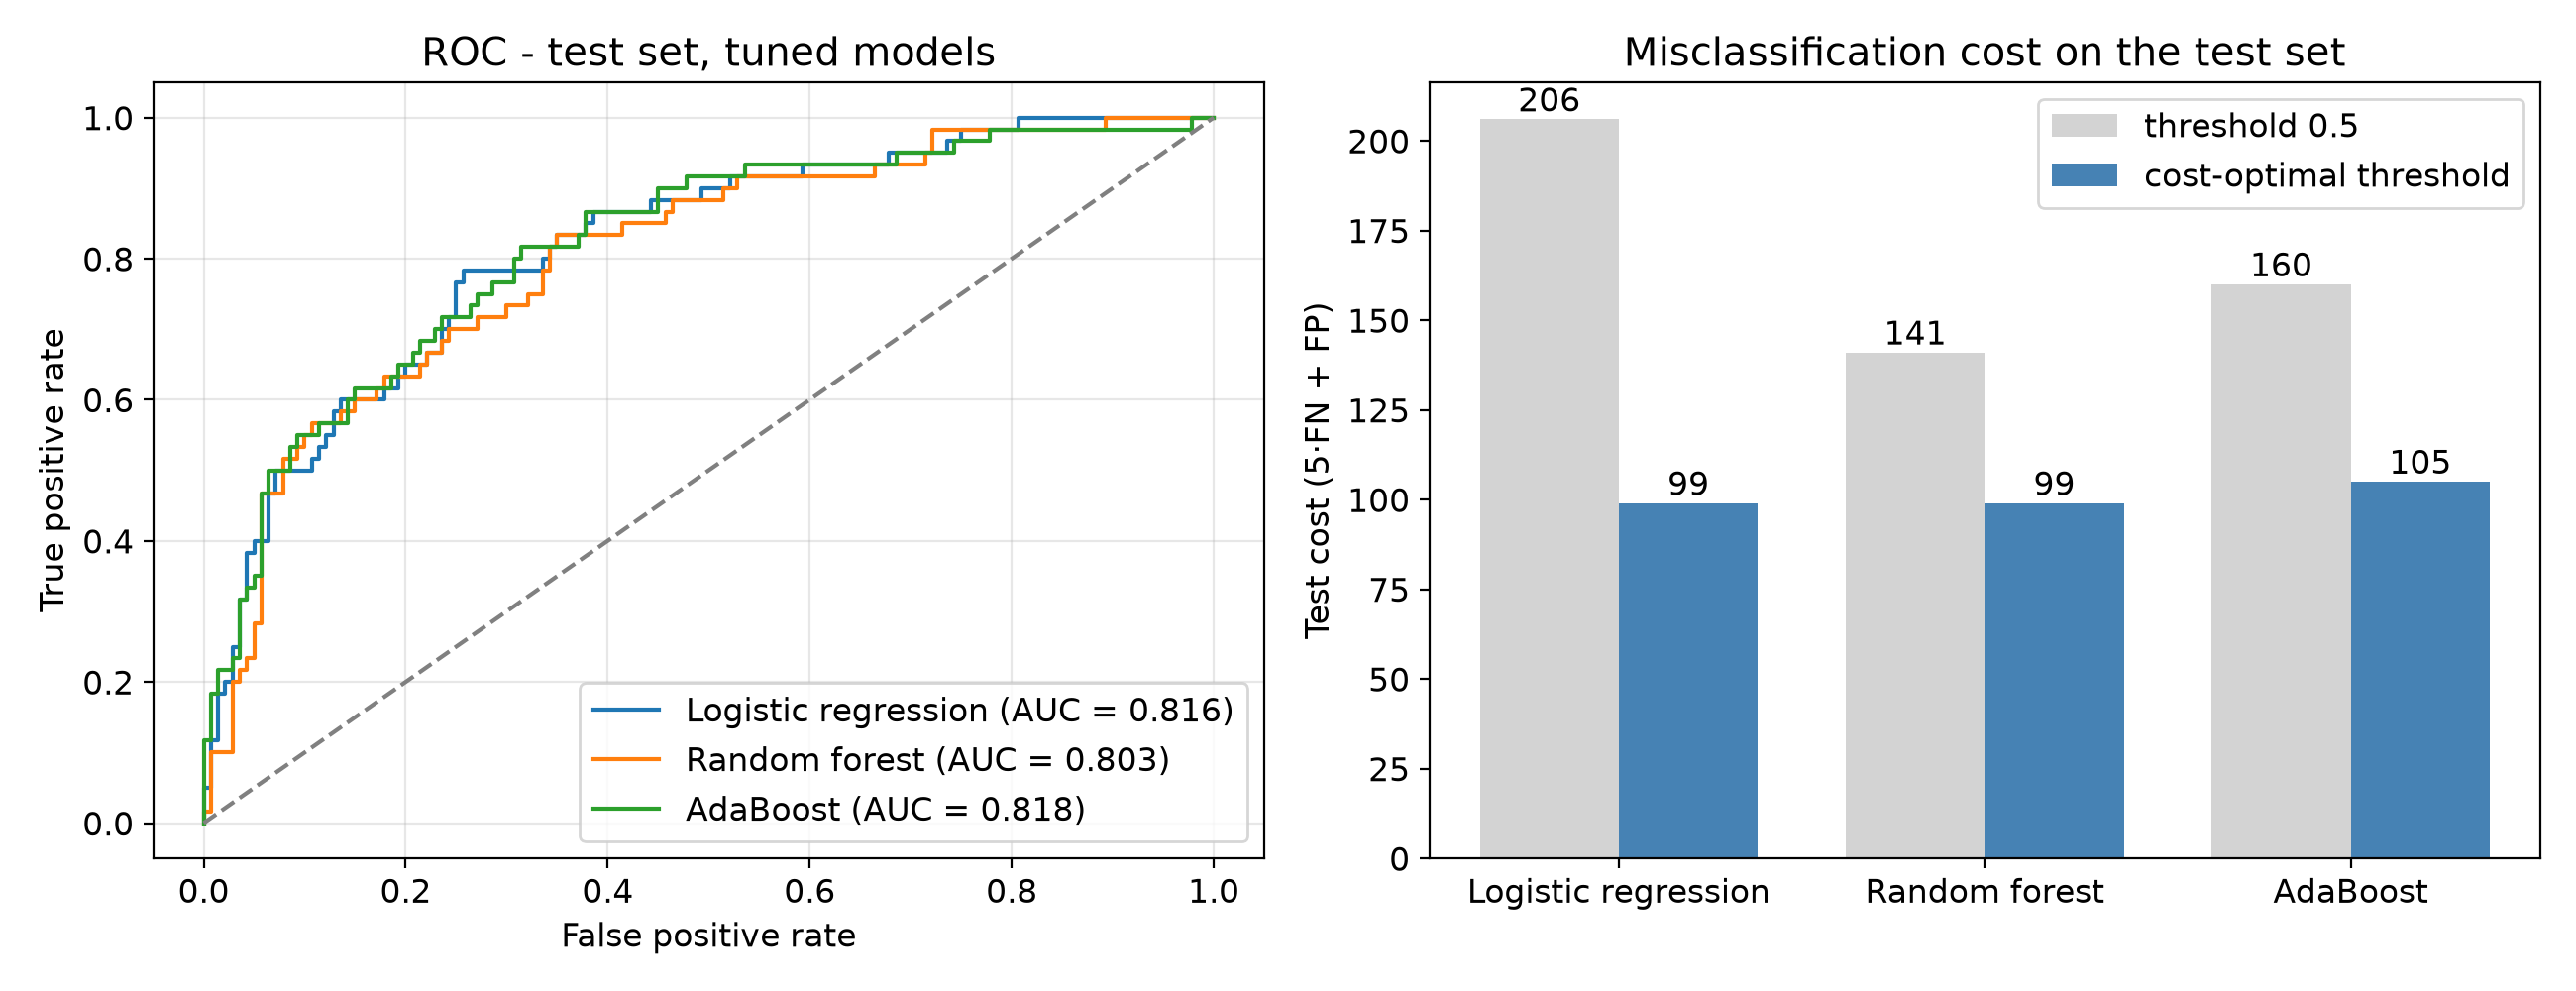 ROC - test set, tuned models
True positive rate
1.0
0.8
0.6
0.4
0.2
0.0
Logistic regression (AUC = 0.816)
Random forest (AUC = 0.803)
AdaBoost (AUC = 0.818)
0.0 0.2 0.4 0.6 0.8 1.0
False positive rate
Misclassification cost on the test set
Test cost (5·FN + FP)
200
175
150
125
100
75
50
25
0
threshold 0.5
cost-optimal threshold
206
99
141
99
160
105
Logistic regression Random forest AdaBoost